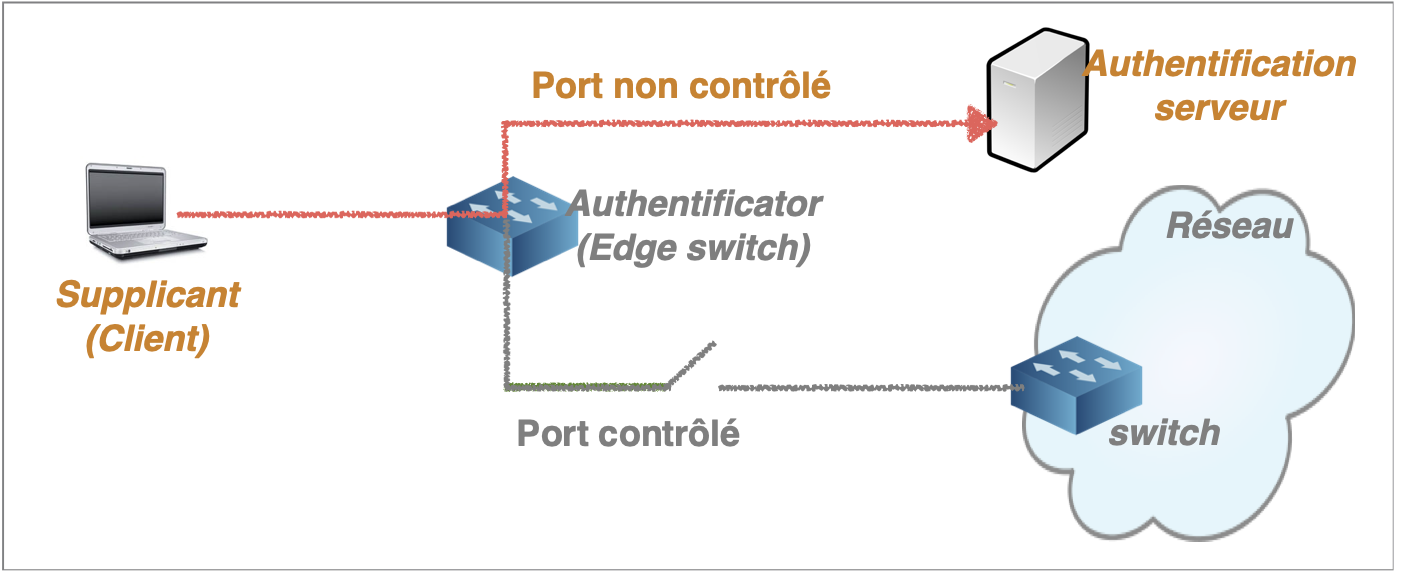 Port non contrôlé
Authentification
serveur
Supplicant
(Client)
Authentificator
(Edge switch)
Réseau
Port contrôlé
switch